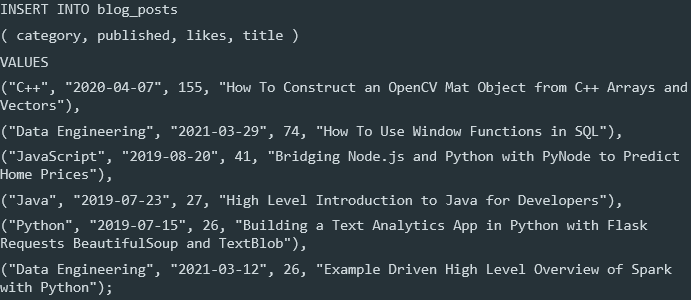 INSERT INTO blog_posts
( category, published, likes, title )
VALUES
("C++", "2020-04-07", 155, "How To Construct an OpenCV Mat Object from C++ Arrays and
Vectors"),
("Data Engineering", "2021-03-29", 74, "How To Use Window Functions in SQL"),
("JavaScript", "2019-08-20", 41, "Bridging Node.js and Python with PyNode to Predict
Home Prices"),
("Java", "2019-07-23", 27, "High Level Introduction to Java for Developers"),
("Python", "2019-07-15", 26, "Building a Text Analytics App in Python with Flask
Requests BeautifulSoup and TextBlob"),
("Data Engineering", "2021-03-12", 26, "Example Driven High Level Overview of Spark
with Python");